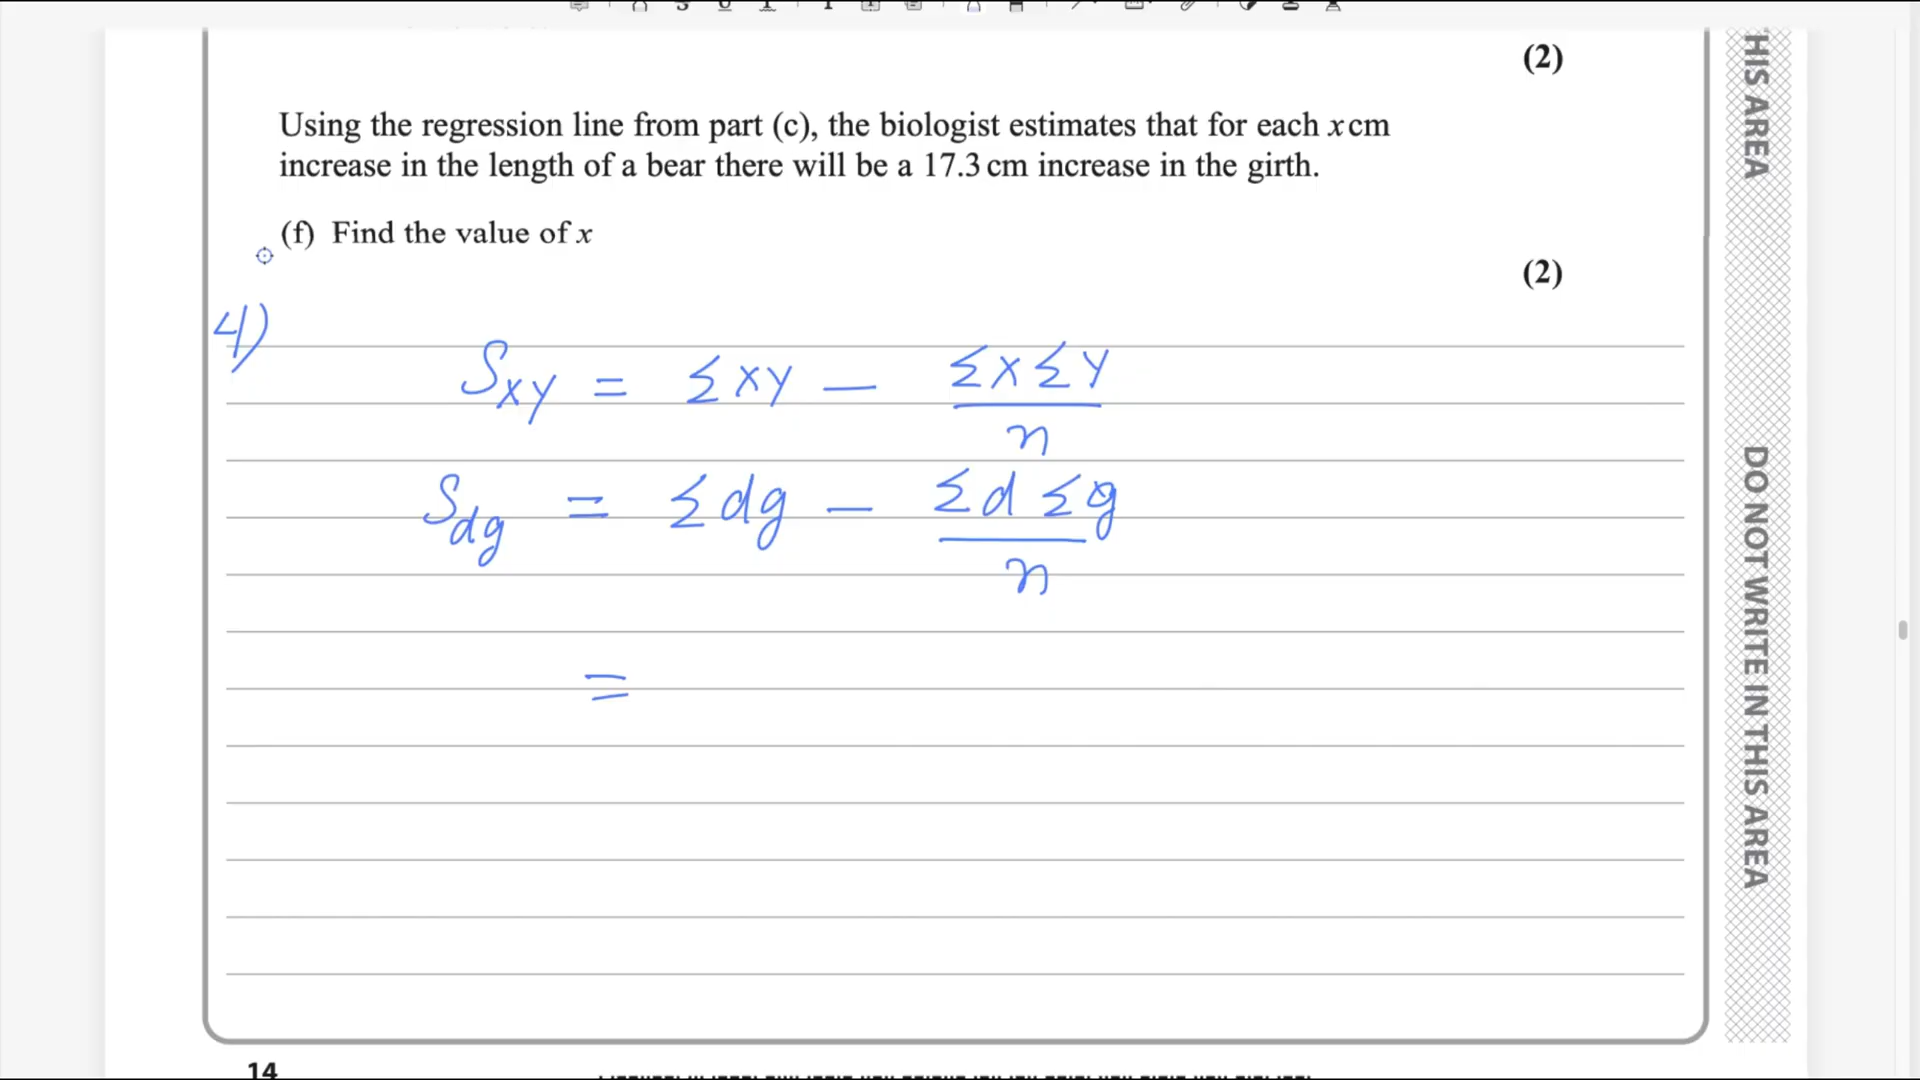 (2)
Using the regression line from part (c), the biologist estimates that for each x cm
increase in the length of a bear there will be a 17.3 cm increase in the girth.
(f) Find the value of x
(2)
4)
Sxy = Σxy − ΣxΣy
n
Sdg = Σdg − Σd Σg
n
=
14
HIS AREA
DO NOT WRITE IN THIS AREA